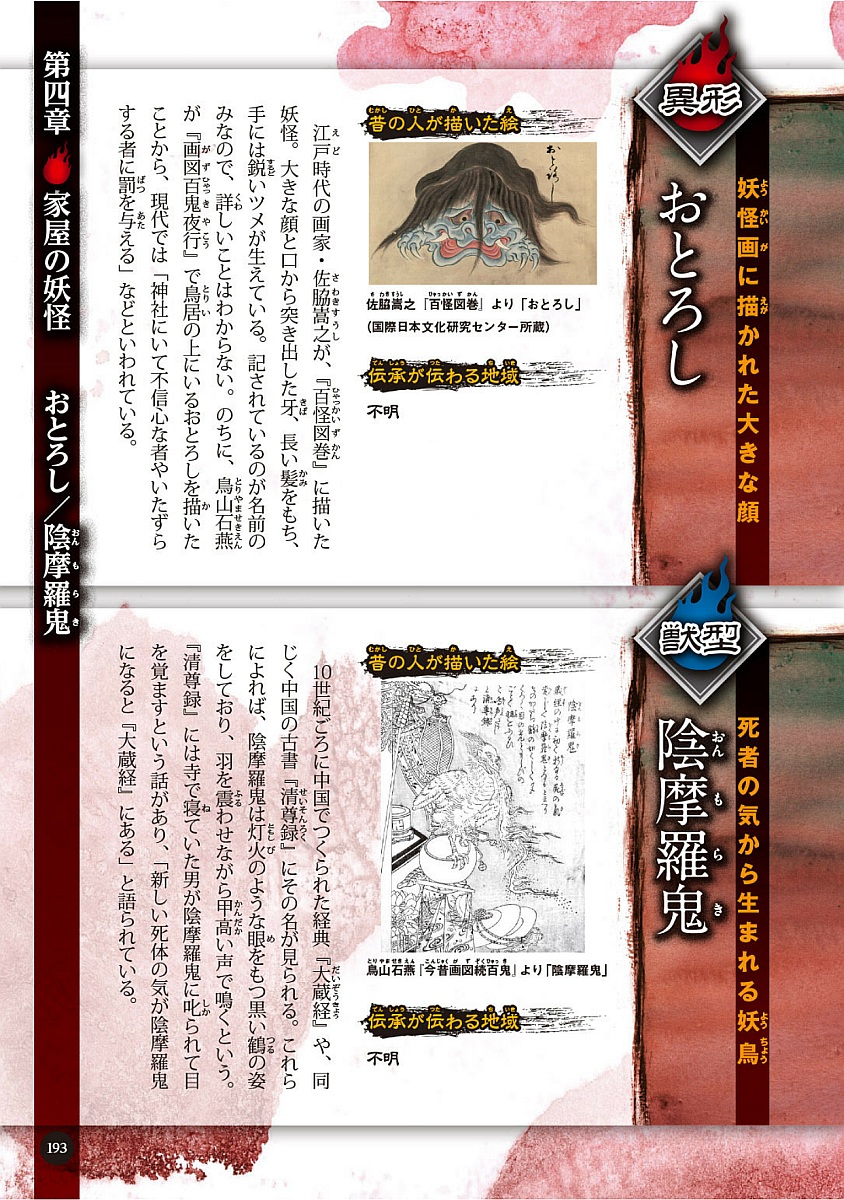 異形
妖怪画に描かれた大きな顔
おとろし
昔の人が描いた絵
おとろし
佐脇嵩之『百怪図巻』より「おとろし」
(国際日本文化研究センター所蔵)
伝承が伝わる地域
不明
江戸時代の画家・佐脇嵩之が、『百怪図巻』に描いた
妖怪。大きな顔と口から突き出した牙、長い髪をもち、
手には鋭いツメが生えている。記されているのが名前の
みなので、詳しいことはわからない。のちに、鳥山石燕
が『画図百鬼夜行』で鳥居の上にいるおとろしを描いた
ことから、現代では「神社にいて不信心な者やいたずら
する者に罰を与える」などといわれている。
獣型
死者の気から生まれる妖鳥
陰摩羅鬼
昔の人が描いた絵
陰摩羅鬼
鳥山石燕『今昔画図続百鬼』より「陰摩羅鬼」
伝承が伝わる地域
不明
10世紀ごろに中国でつくられた経典『大蔵経』や、同
じく中国の古書『清尊録』にその名が見られる。これら
によれば、陰摩羅鬼は灯火のような眼をもつ黒い鶴の姿
をしており、羽を震わせながら甲高い声で鳴くという。
『清尊録』には寺で寝ていた男が陰摩羅鬼に叱られて目
を覚ますという話があり、「新しい死体の気が陰摩羅鬼
になると『大蔵経』にある」と語られている。
第四章 家屋の妖怪 おとろし/陰摩羅鬼
193